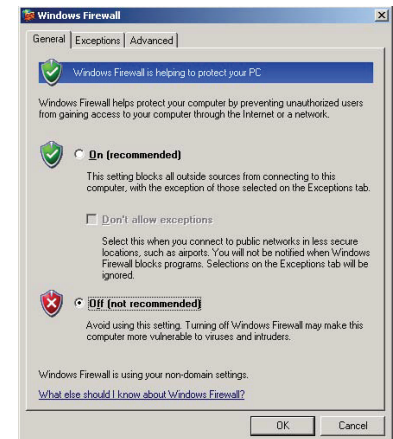 Windows Firewall
General Exceptions Advanced
Windows Firewall is helping to protect your PC
Windows Firewall helps protect your computer by preventing unauthorized users
from gaining access to your computer through the Internet or a network.
On (recommended)
This setting blocks all outside sources from connecting to this
computer, with the exception of those selected on the Exceptions tab.
Don't allow exceptions
Select this when you connect to public networks in less secure
locations, such as airports. You will not be notified when Windows
Firewall blocks programs. Selections on the Exceptions tab will be
ignored.
Off (not recommended)
Avoid using this setting. Turning off Windows Firewall may make this
computer more vulnerable to viruses and intruders.
Windows Firewall is using your non-domain settings.
What else should I know about Windows Firewall?
OK Cancel